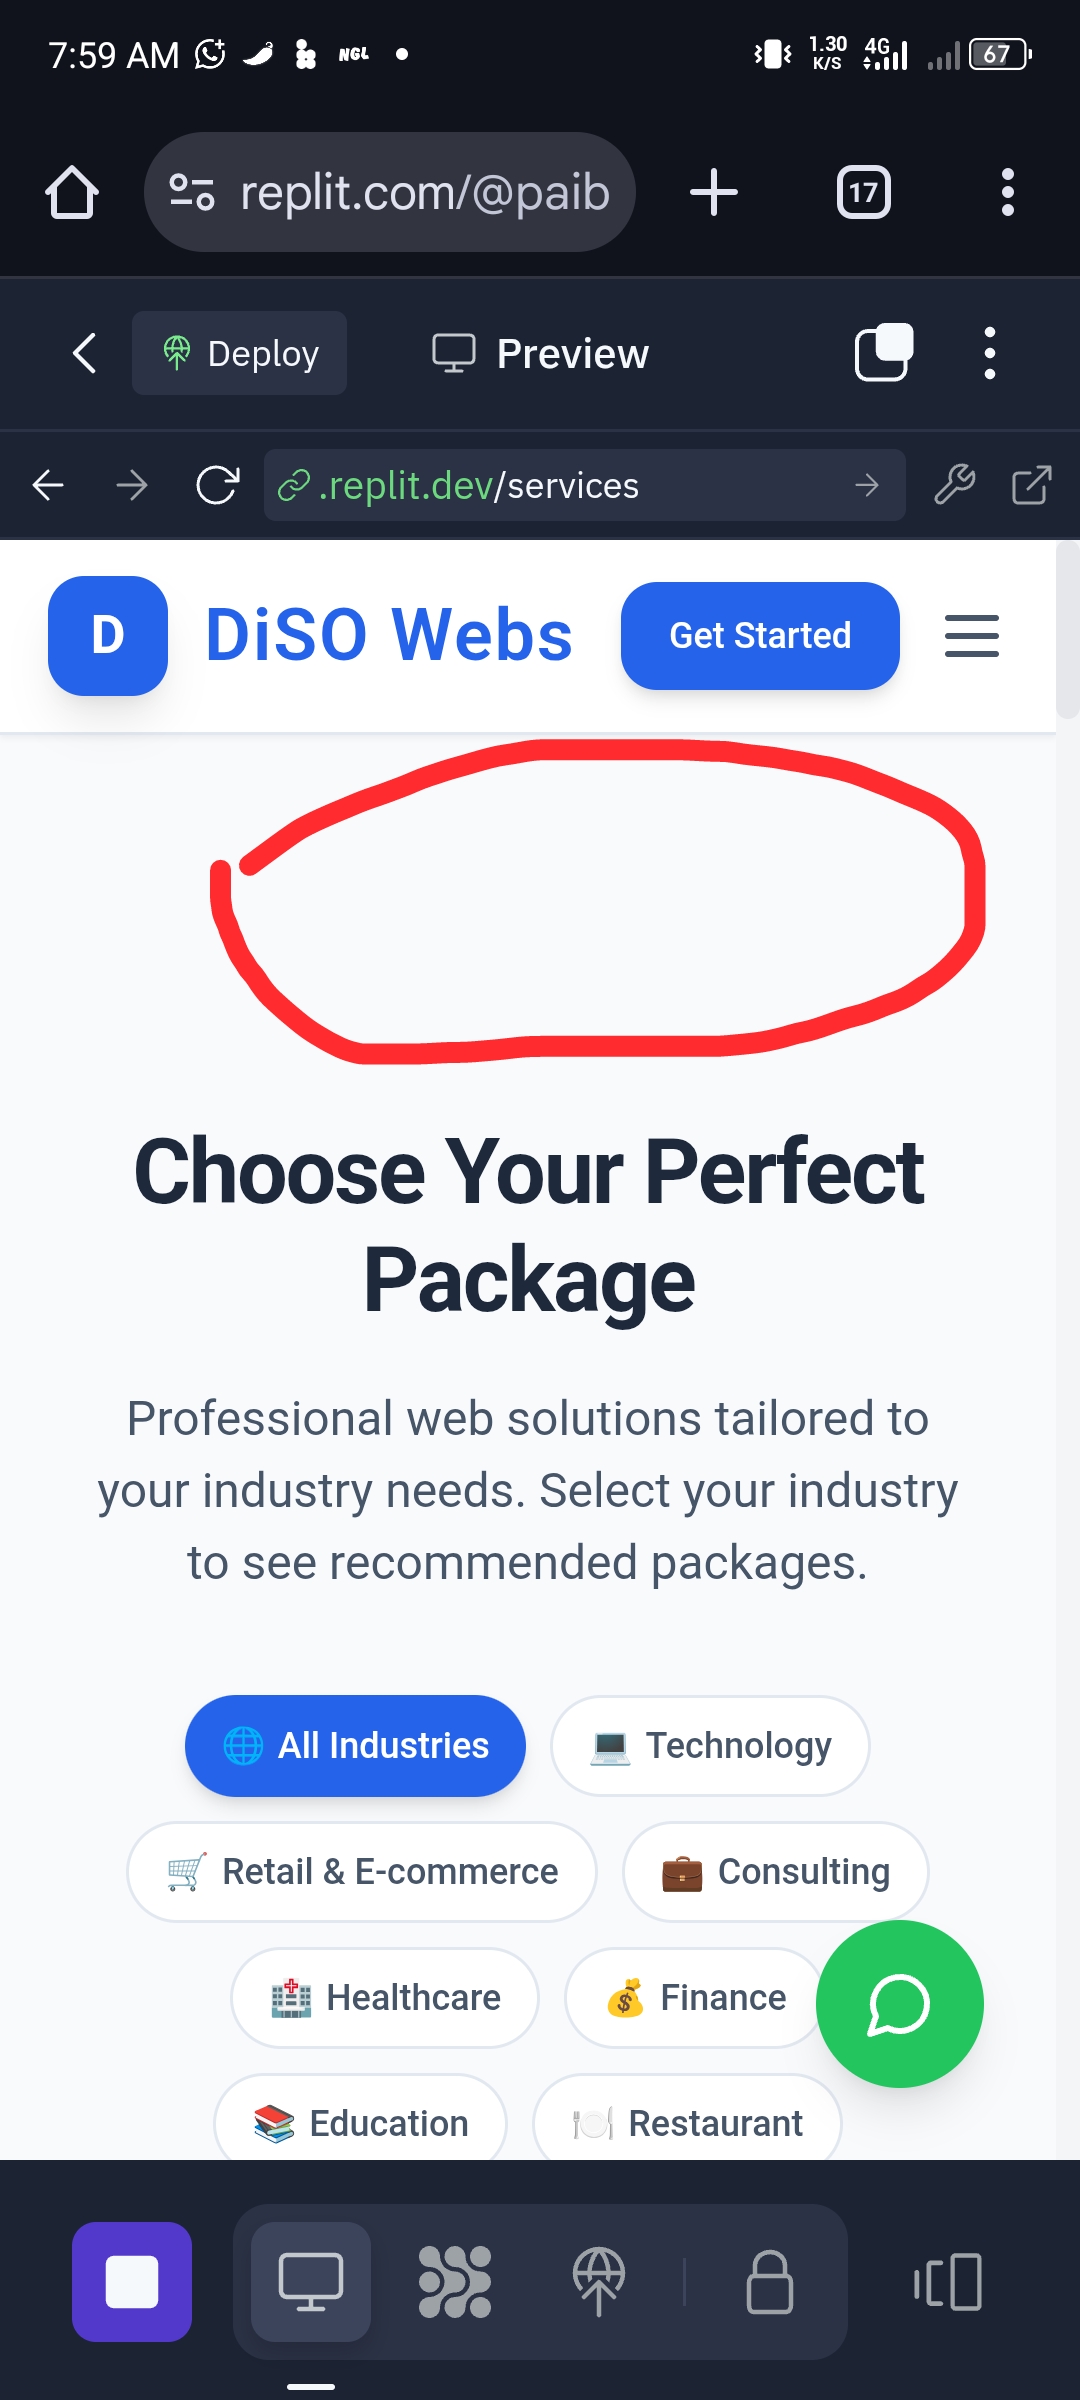 7:59 AM NGL 1.30 K/S 4G 67
replit.com/@paib 17
Deploy Preview
.replit.dev/services
D DiSO Webs Get Started
Choose Your Perfect
Package
Professional web solutions tailored to
your industry needs. Select your industry
to see recommended packages.
All Industries Technology
Retail & E-commerce Consulting
Healthcare Finance
Education Restaurant